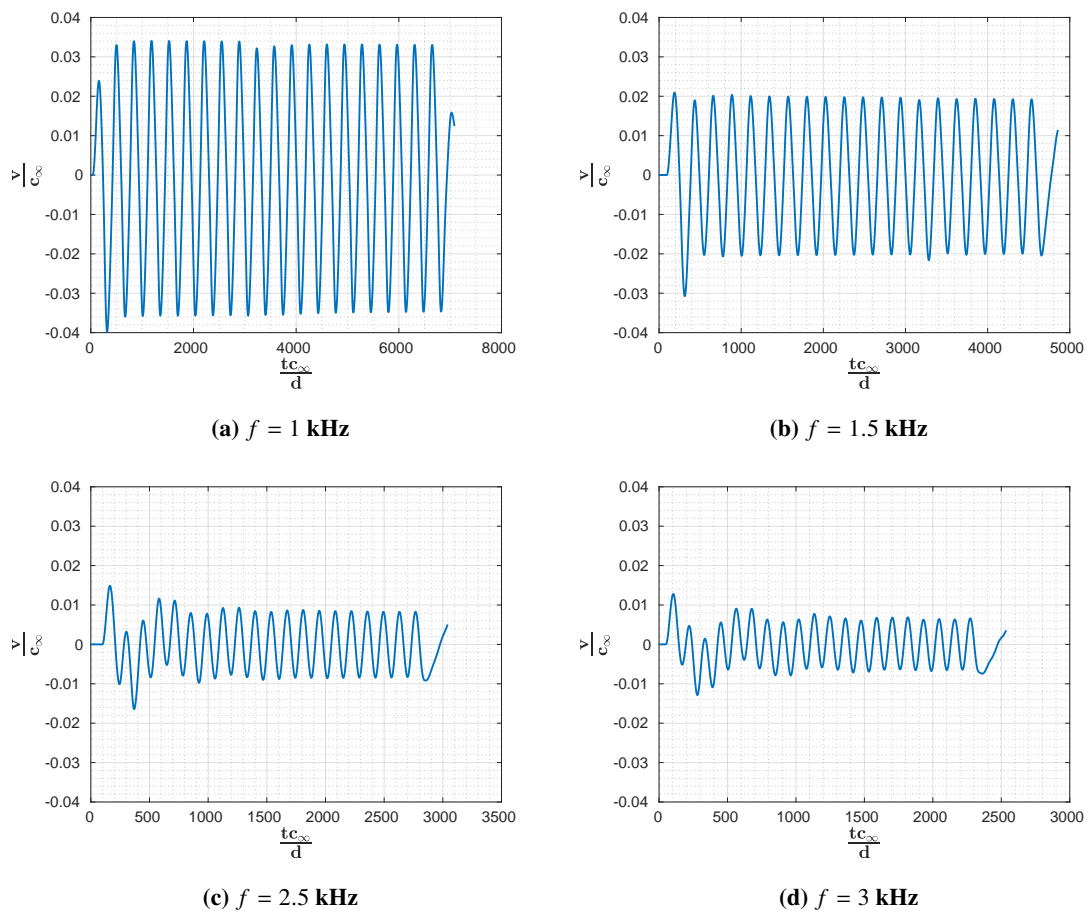 0.04
0.03
0.02
0.01
0
-0.01
-0.02
-0.03
-0.04
v
c∞
0 2000 4000 6000 8000
tc∞
d
(a) f = 1 kHz
0.04
0.03
0.02
0.01
0
-0.01
-0.02
-0.03
-0.04
v
c∞
0 1000 2000 3000 4000 5000
tc∞
d
(b) f = 1.5 kHz
0.04
0.03
0.02
0.01
0
-0.01
-0.02
-0.03
-0.04
v
c∞
0 500 1000 1500 2000 2500 3000 3500
tc∞
d
(c) f = 2.5 kHz
0.04
0.03
0.02
0.01
0
-0.01
-0.02
-0.03
-0.04
v
c∞
0 500 1000 1500 2000 2500 3000
tc∞
d
(d) f = 3 kHz